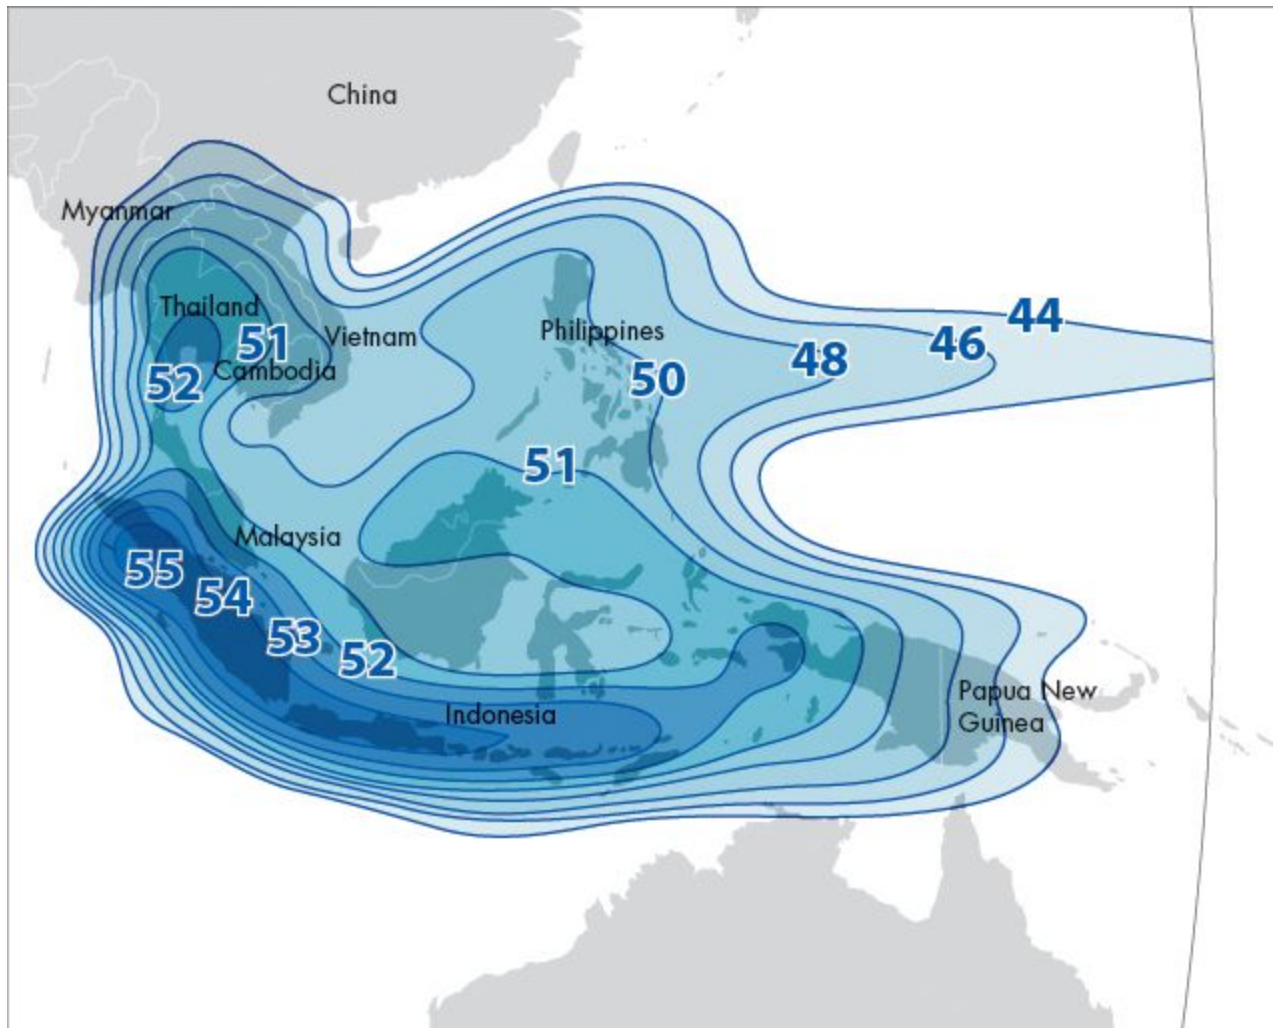 China
Myanmar
44
Thailand
Philippines
51
Vietnam
46
48
Cambodia
50
52
51
Malaysia
55
54
53
52
Papua New
Guinea
Indonesia